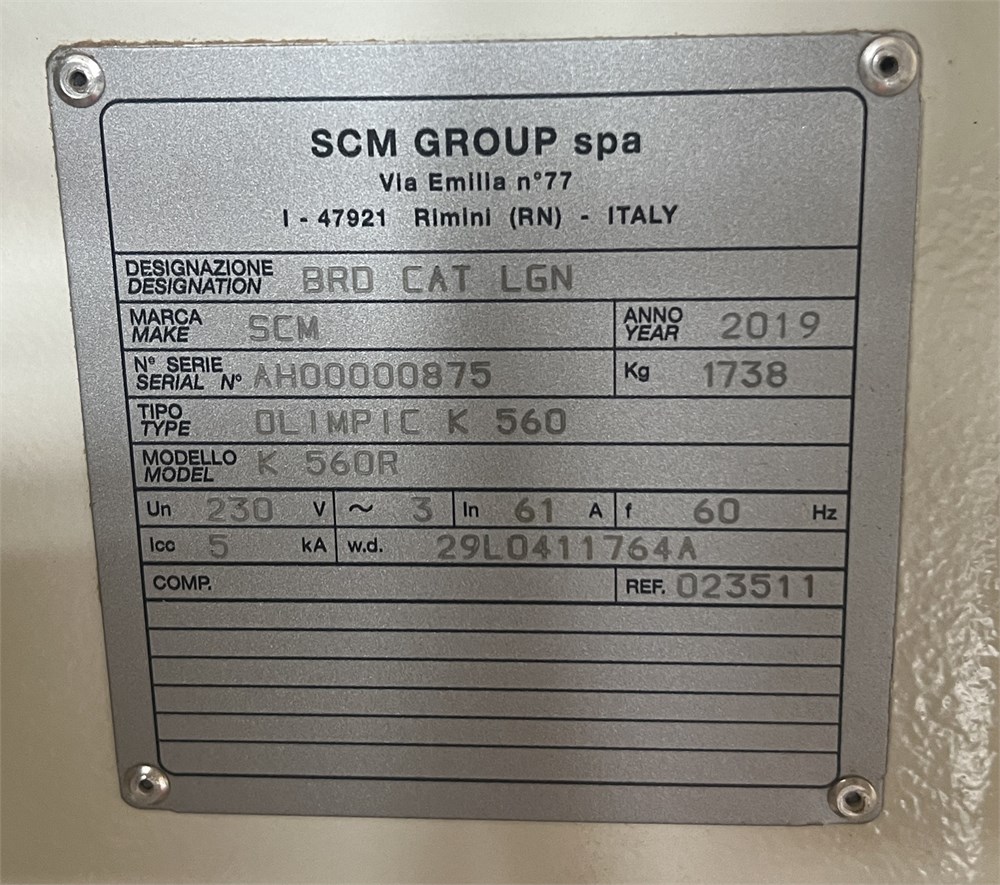 SCM GROUP spa
Via Emilia n°77
I - 47921 Rimini (RN) - ITALY
DESIGNAZIONE
DESIGNATION BRD CAT LGN
MARCA
MAKE SCM
ANNO
YEAR 2019
N° SERIE
SERIAL N° AH00000875
Kg 1738
TIPO
TYPE OLIMPIC K 560
MODELLO
MODEL K 560R
Un 230 V ~ 3 In 61 A f 60 Hz
Icc 5 kA w.d. 29L0411764A
COMP. REF. 023511